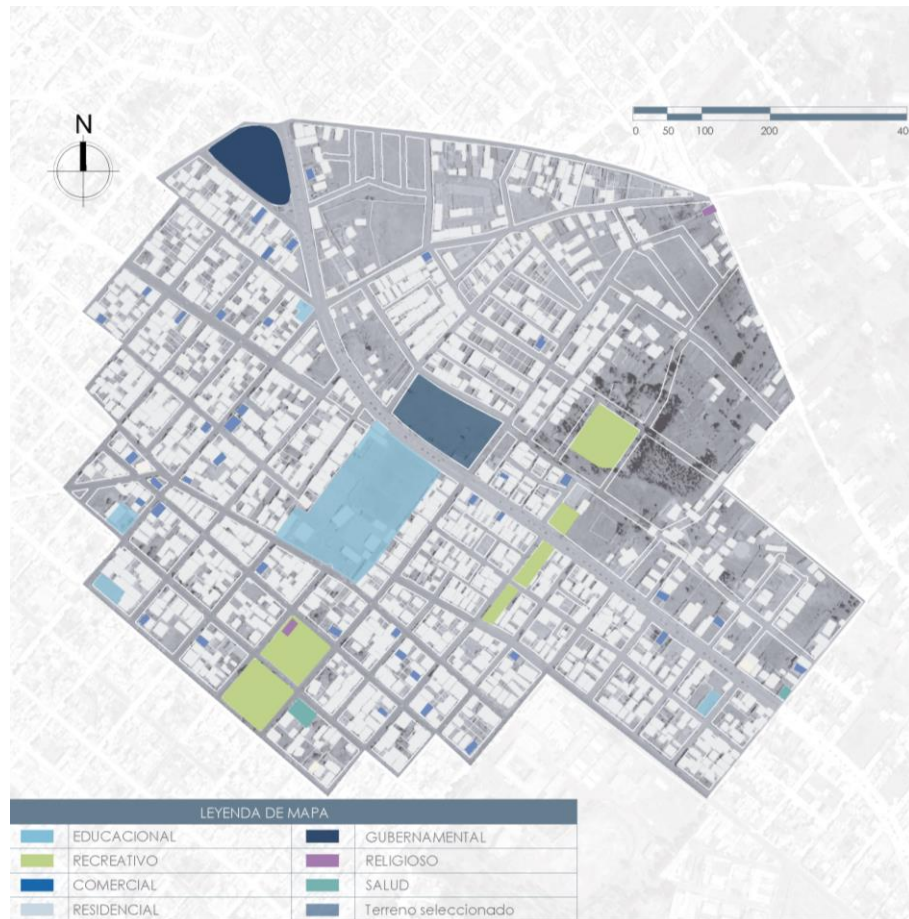 N
0 50 100 200 40
LEYENDA DE MAPA
EDUCACIONAL GUBERNAMENTAL
RECREATIVO RELIGIOSO
COMERCIAL SALUD
RESIDENCIAL Terreno seleccionado